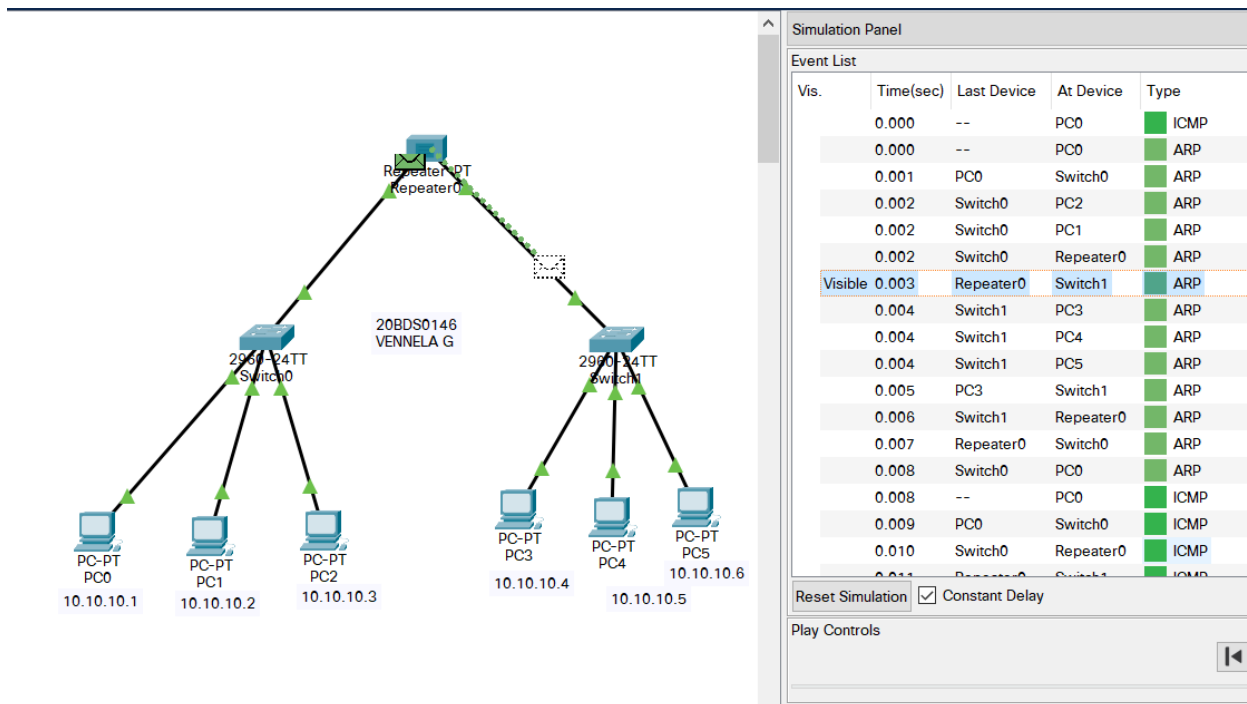 Repeater-PT
Repeater0
20BDS0146
VENNELA G
2960-24TT
Switch0
2960-24TT
Switch1
PC-PT
PC0
10.10.10.1
PC-PT
PC1
10.10.10.2
PC-PT
PC2
10.10.10.3
PC-PT
PC3
10.10.10.4
PC-PT
PC4
10.10.10.5
PC-PT
PC5
10.10.10.6
Simulation Panel
Event List
Vis. Time(sec) Last Device At Device Type
0.000 -- PC0 ICMP
0.000 -- PC0 ARP
0.001 PC0 Switch0 ARP
0.002 Switch0 PC2 ARP
0.002 Switch0 PC1 ARP
0.002 Switch0 Repeater0 ARP
Visible 0.003 Repeater0 Switch1 ARP
0.004 Switch1 PC3 ARP
0.004 Switch1 PC4 ARP
0.004 Switch1 PC5 ARP
0.005 PC3 Switch1 ARP
0.006 Switch1 Repeater0 ARP
0.007 Repeater0 Switch0 ARP
0.008 Switch0 PC0 ARP
0.008 -- PC0 ICMP
0.009 PC0 Switch0 ICMP
0.010 Switch0 Repeater0 ICMP
0.011 Repeater0 Switch1 ICMP
Reset Simulation Constant Delay
Play Controls